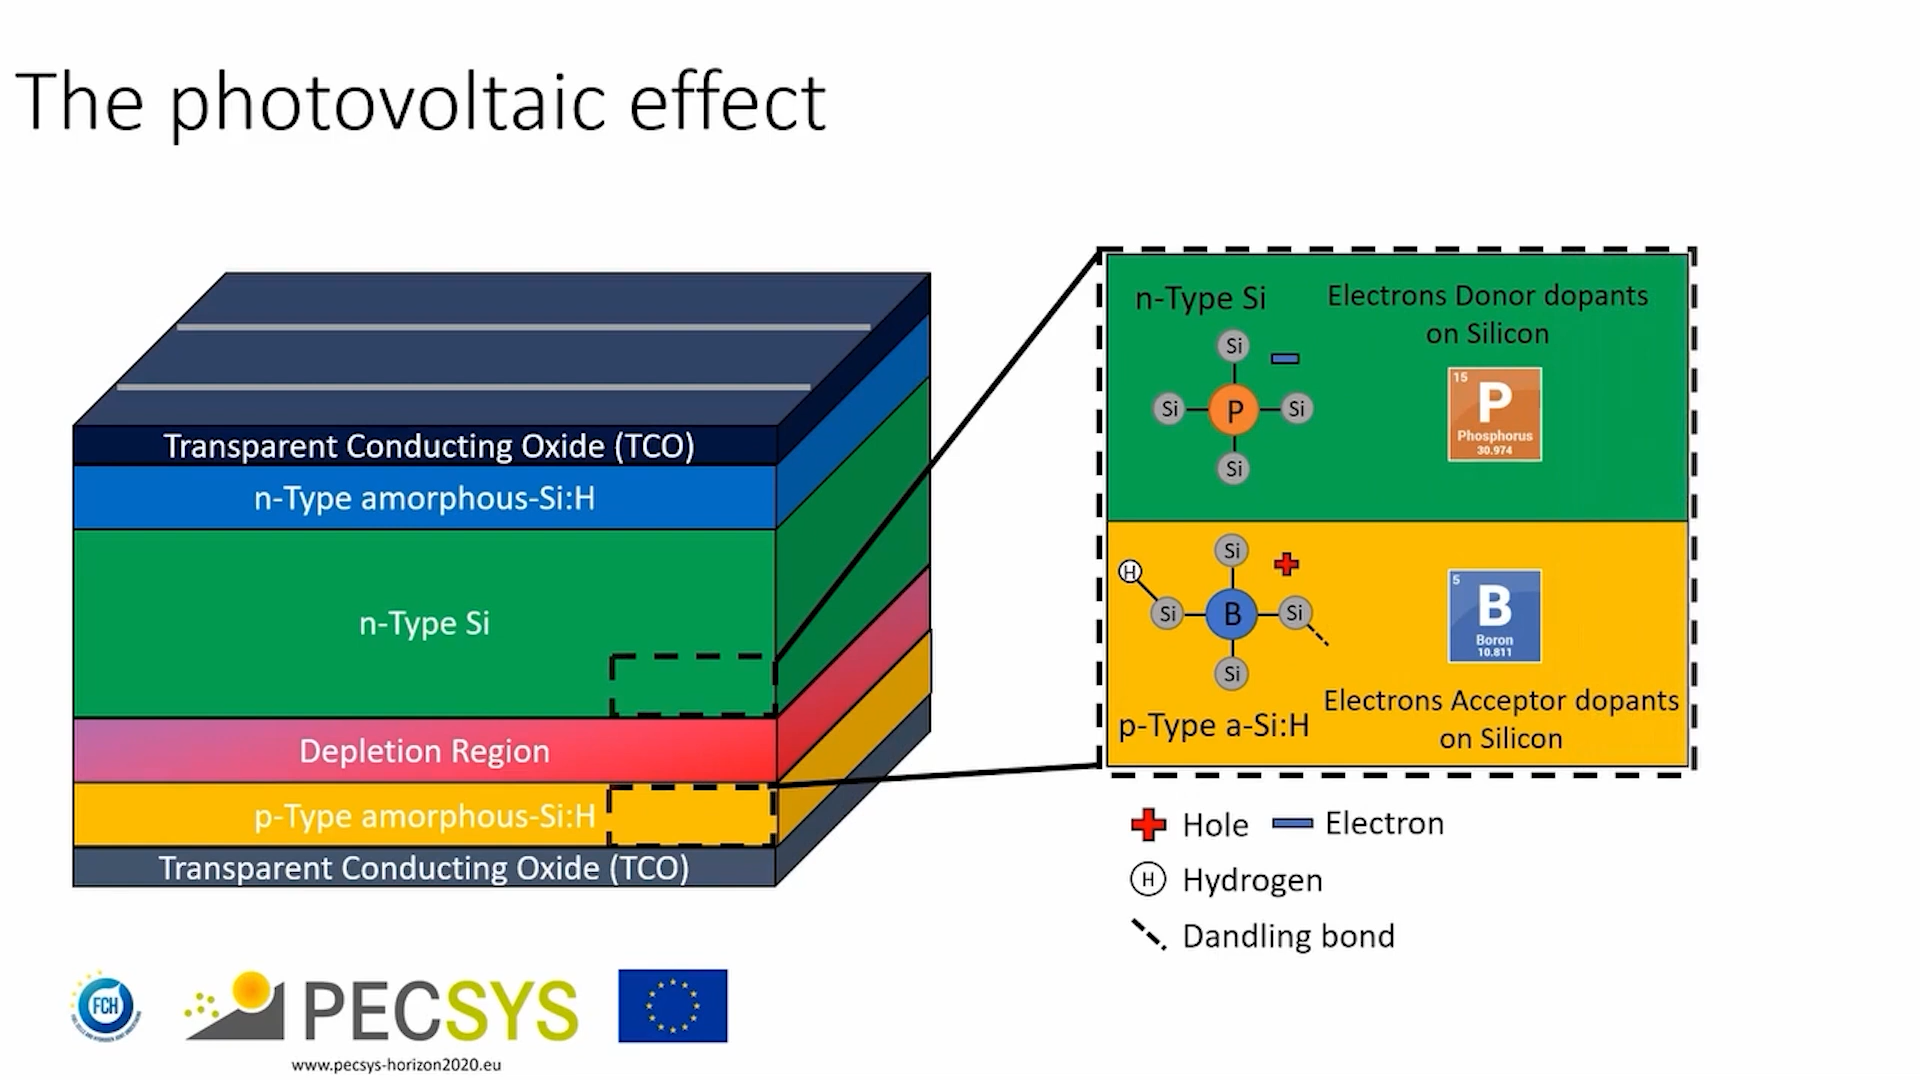 The photovoltaic effect
Transparent Conducting Oxide (TCO)
n-Type amorphous-Si:H
n-Type Si
Depletion Region
p-Type amorphous-Si:H
Transparent Conducting Oxide (TCO)
n-Type Si
Electrons Donor dopants
on Silicon
Si
Si P Si
Si
15
P
Phosphorus
30.974
Si
H
Si B Si
Si
5
B
Boron
10.811
p-Type a-Si:H
Electrons Acceptor dopants
on Silicon
Hole Electron
H Hydrogen
Dandling bond
FCH
PECSYS
www.pecsys-horizon2020.eu